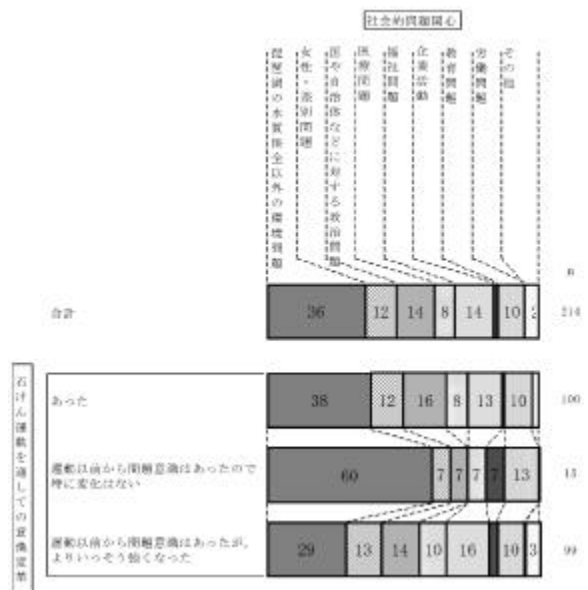 社会的問題関心
琵琶湖の水質保全以外の環境問題
女性・差別問題
国や自治体などに対する政治問題
医療問題
福祉問題
企業活動
教育問題
労働問題
その他
n
合計
36
12
14
8
14
10
2
214
石けん運動を通しての意識変革
あった
38
12
16
8
13
10
100
運動以前から問題意識はあったので
特に変化はない
60
7
7
7
7
13
15
運動以前から問題意識はあったが、
よりいっそう強くなった
29
13
14
10
16
10
3
99